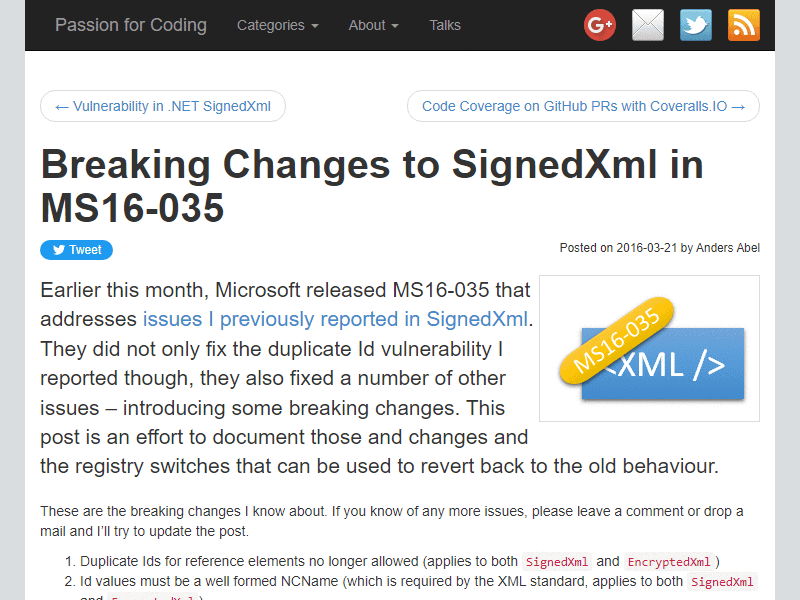 Passion for Coding Categories About Talks
G+
← Vulnerability in .NET SignedXml
Code Coverage on GitHub PRs with Coveralls.IO →
Breaking Changes to SignedXml in
MS16-035
Tweet
Posted on 2016-03-21 by Anders Abel
Earlier this month, Microsoft released MS16-035 that
addresses issues I previously reported in SignedXml.
They did not only fix the duplicate Id vulnerability I
reported though, they also fixed a number of other
issues – introducing some breaking changes. This
post is an effort to document those and changes and
the registry switches that can be used to revert back to the old behaviour.
MS16-035
<XML />
These are the breaking changes I know about. If you know of any more issues, please leave a comment or drop a
mail and I'll try to update the post.
1. Duplicate Ids for reference elements no longer allowed (applies to both SignedXml and EncryptedXml)
2. Id values must be a well formed NCName (which is required by the XML standard, applies to both SignedXml
and EncryptedXml)